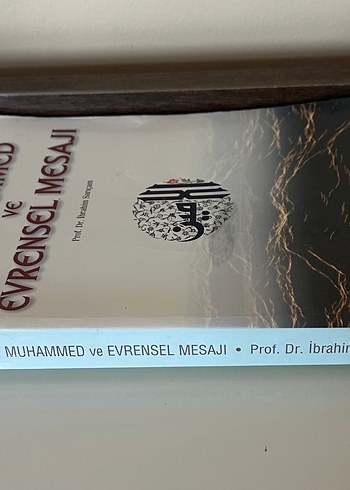 MED
VE
EVRENSEL MESAJI
Prof. Dr. İbrahim Sarıçam
MUHAMMED ve EVRENSEL MESAJI • Prof. Dr. İbrahim